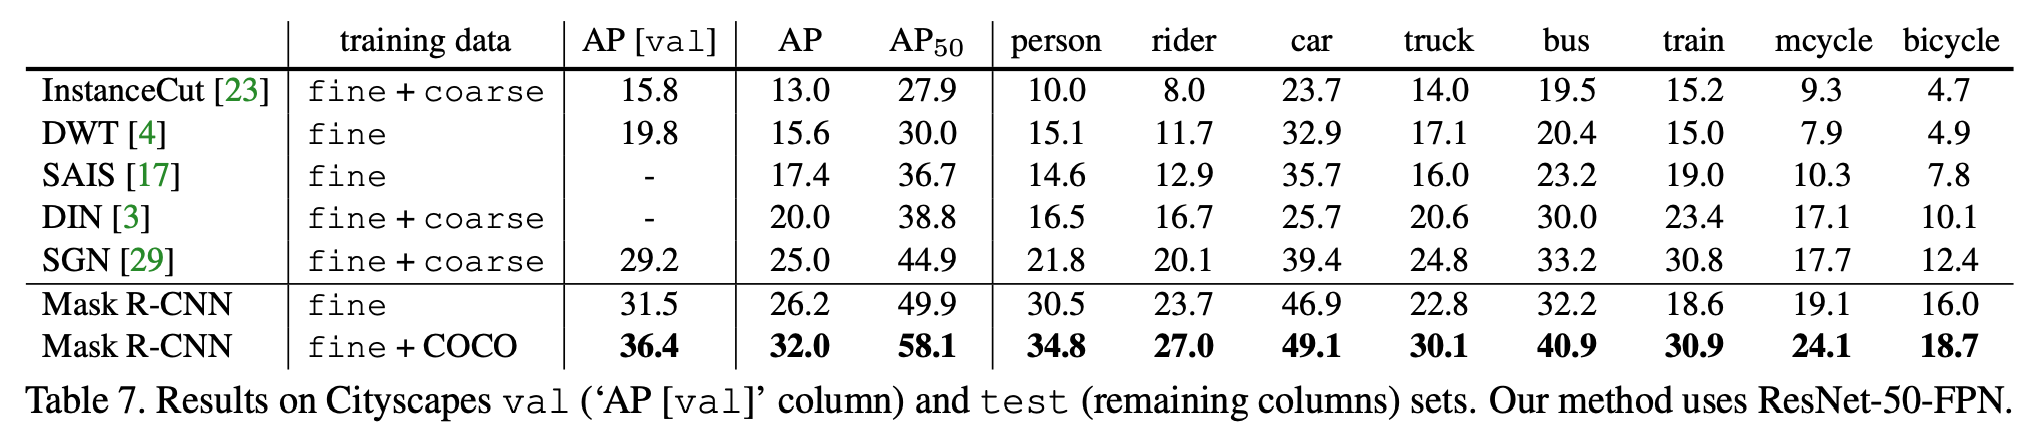 training data AP [val] AP AP50 person rider car truck bus train mcycle bicycle
InstanceCut [23] fine + coarse 15.8 13.0 27.9 10.0 8.0 23.7 14.0 19.5 15.2 9.3 4.7
DWT [4] fine 19.8 15.6 30.0 15.1 11.7 32.9 17.1 20.4 15.0 7.9 4.9
SAIS [17] fine - 17.4 36.7 14.6 12.9 35.7 16.0 23.2 19.0 10.3 7.8
DIN [3] fine + coarse - 20.0 38.8 16.5 16.7 25.7 20.6 30.0 23.4 17.1 10.1
SGN [29] fine + coarse 29.2 25.0 44.9 21.8 20.1 39.4 24.8 33.2 30.8 17.7 12.4
Mask R-CNN fine 31.5 26.2 49.9 30.5 23.7 46.9 22.8 32.2 18.6 19.1 16.0
Mask R-CNN fine + COCO 36.4 32.0 58.1 34.8 27.0 49.1 30.1 40.9 30.9 24.1 18.7
Table 7. Results on Cityscapes val (‘AP [val]’ column) and test (remaining columns) sets. Our method uses ResNet-50-FPN.